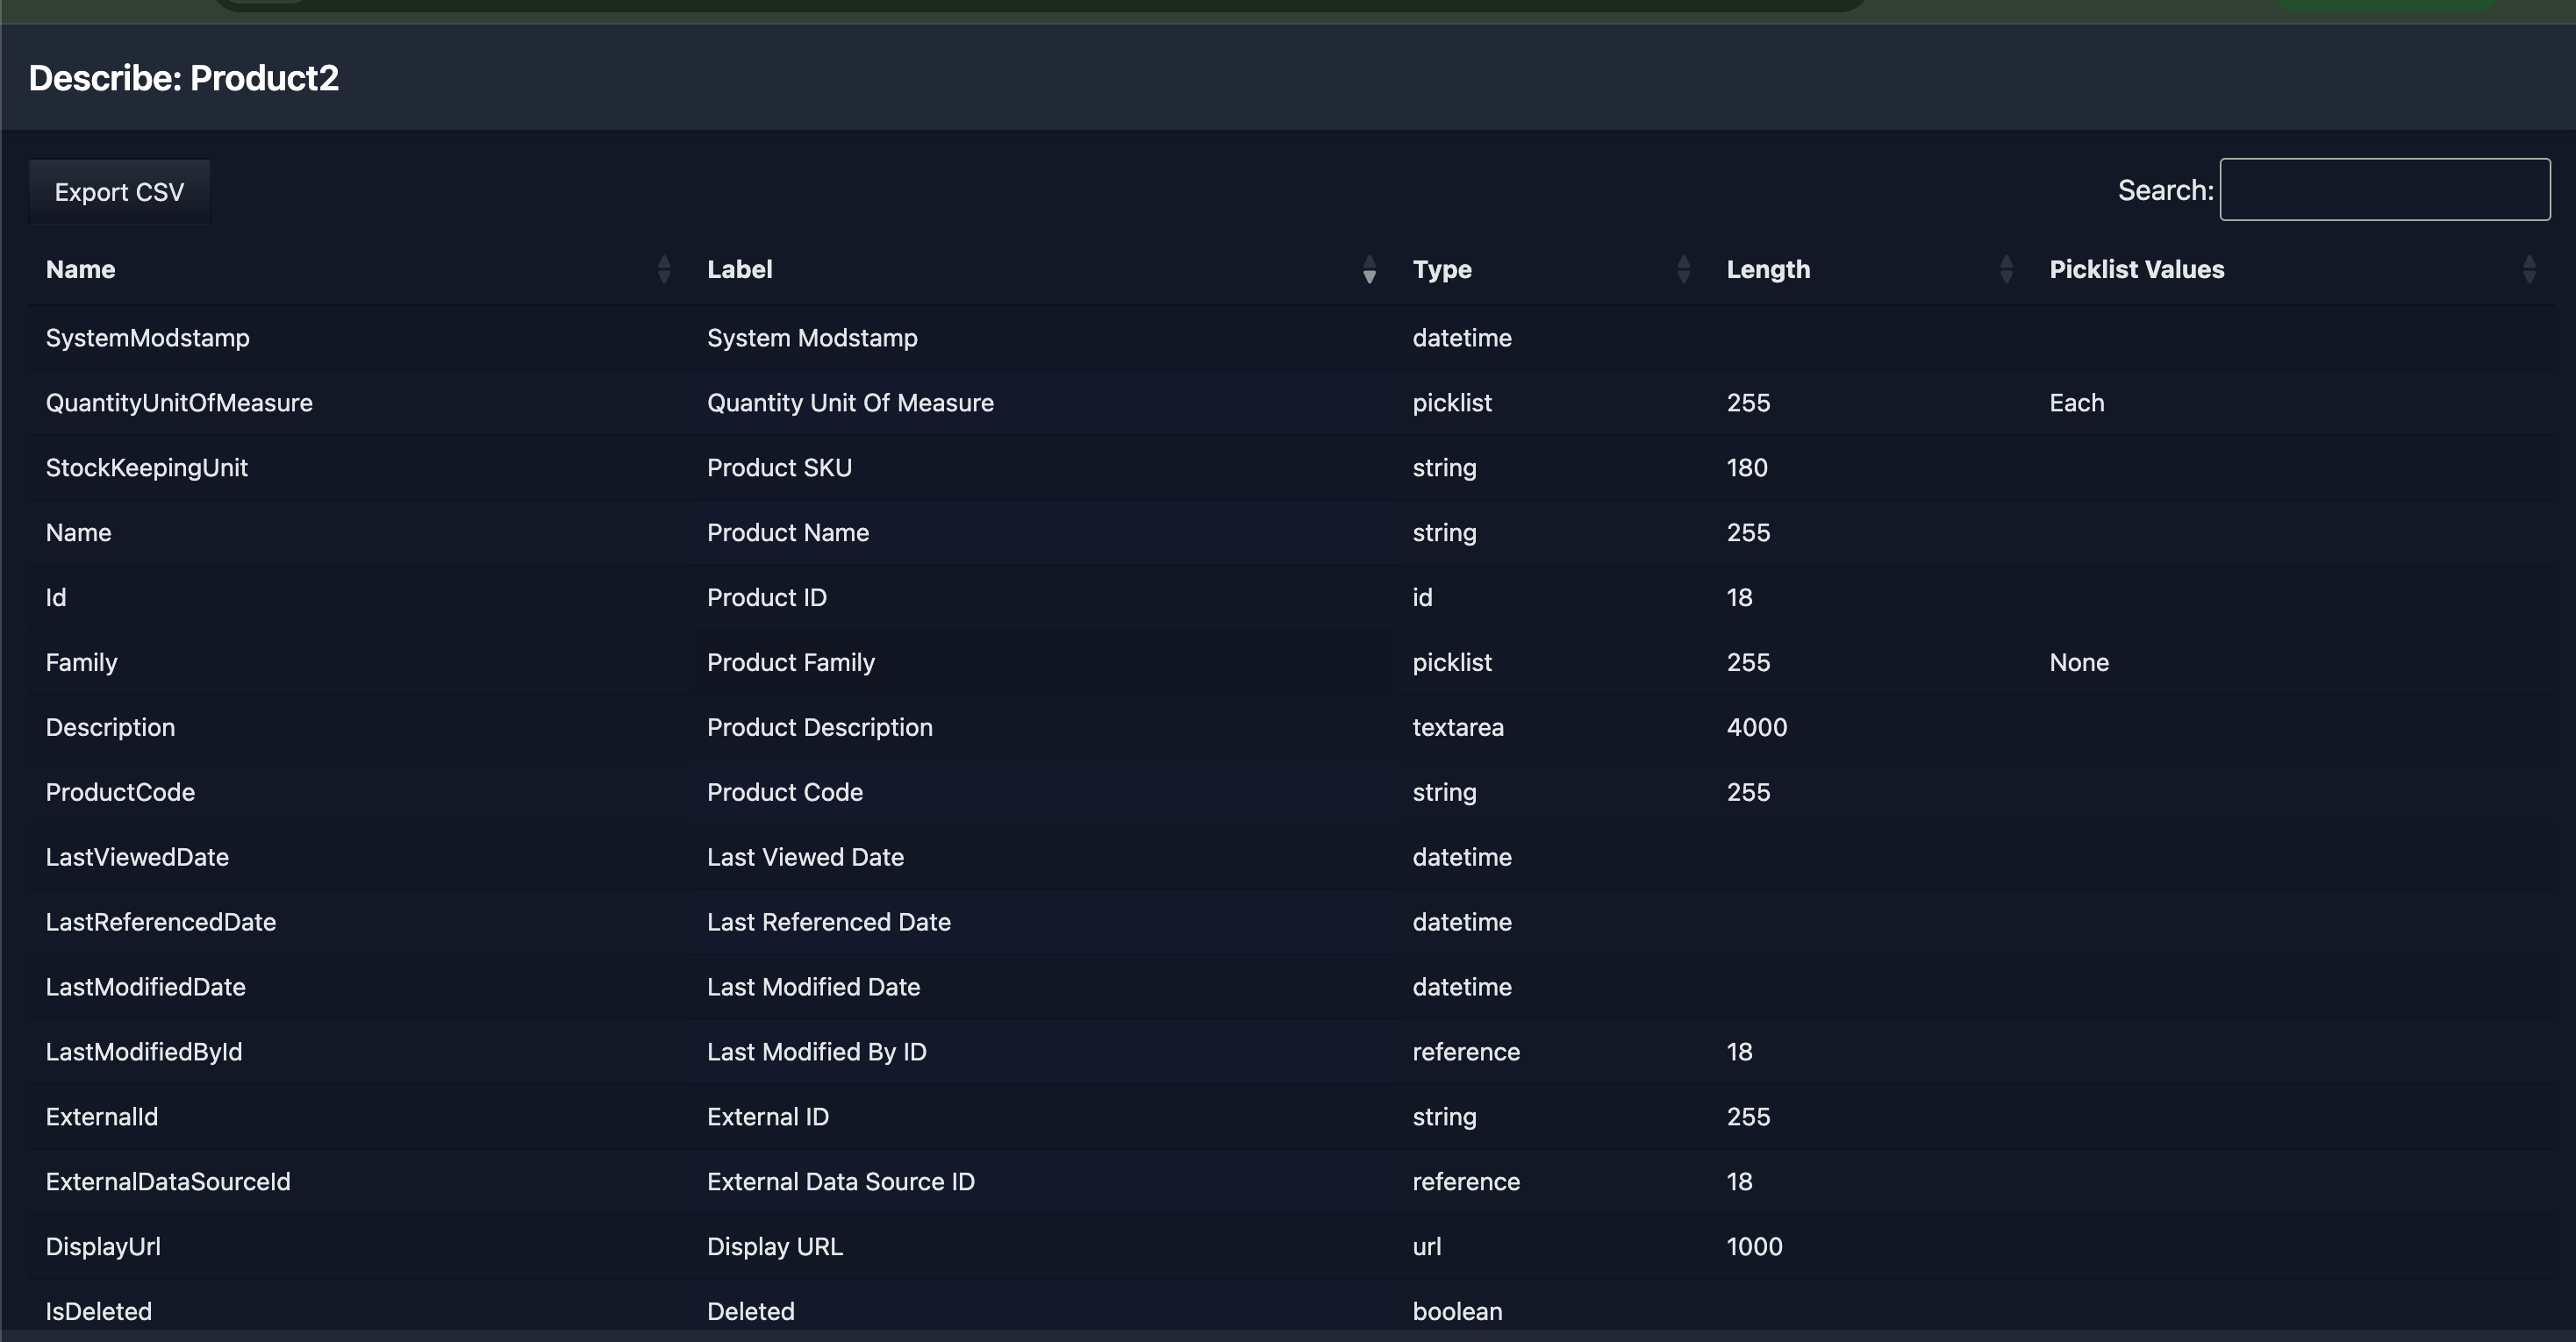 Describe: Product2
Export CSV Search:
Name Label Type Length Picklist Values
SystemModstamp System Modstamp datetime
QuantityUnitOfMeasure Quantity Unit Of Measure picklist 255 Each
StockKeepingUnit Product SKU string 180
Name Product Name string 255
Id Product ID id 18
Family Product Family picklist 255 None
Description Product Description textarea 4000
ProductCode Product Code string 255
LastViewedDate Last Viewed Date datetime
LastReferencedDate Last Referenced Date datetime
LastModifiedDate Last Modified Date datetime
LastModifiedById Last Modified By ID reference 18
ExternalId External ID string 255
ExternalDataSourceId External Data Source ID reference 18
DisplayUrl Display URL url 1000
IsDeleted Deleted boolean